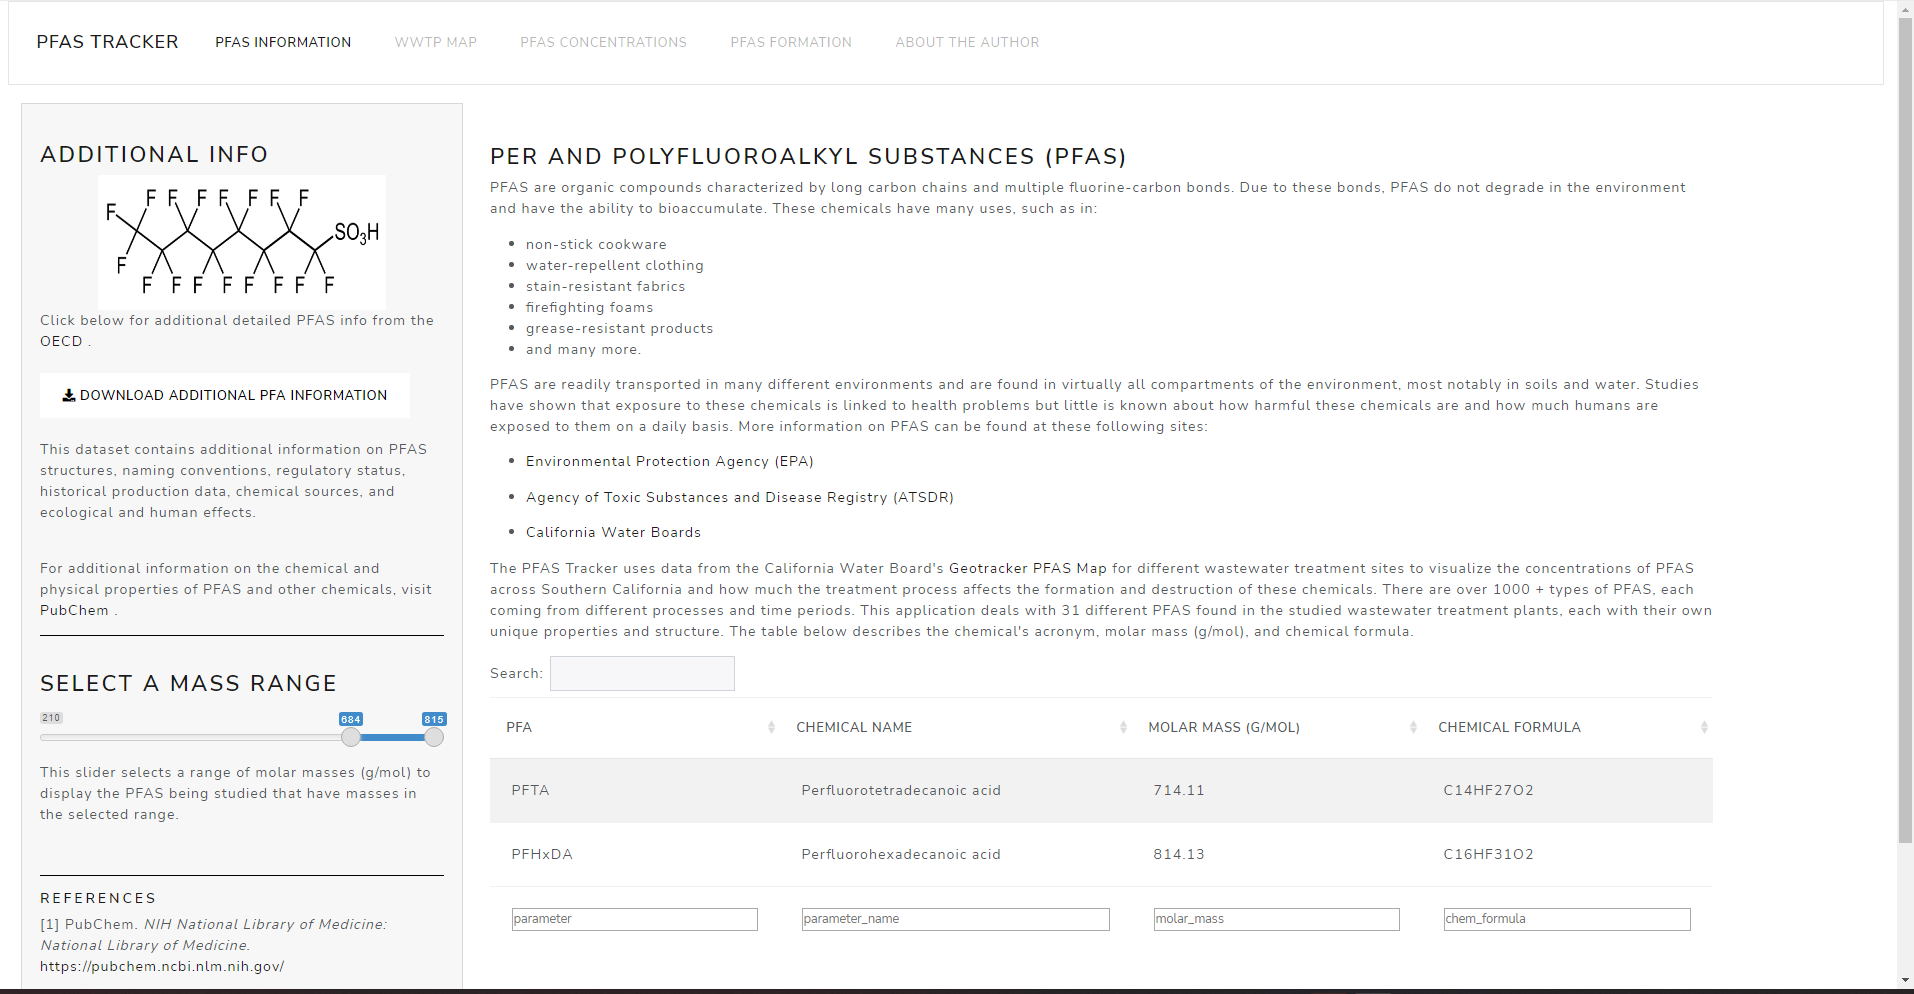 PFAS TRACKER PFAS INFORMATION WWTP MAP PFAS CONCENTRATIONS PFAS FORMATION ABOUT THE AUTHOR
ADDITIONAL INFO
F F F F F F F
F
SO3H
F
F F F F F F F F
Click below for additional detailed PFAS info from the
OECD .
DOWNLOAD ADDITIONAL PFA INFORMATION
This dataset contains additional information on PFAS
structures, naming conventions, regulatory status,
historical production data, chemical sources, and
ecological and human effects.
For additional information on the chemical and
physical properties of PFAS and other chemicals, visit
PubChem .
SELECT A MASS RANGE
210 684 815
This slider selects a range of molar masses (g/mol) to
display the PFAS being studied that have masses in
the selected range.
REFERENCES
[1] PubChem. NIH National Library of Medicine:
National Library of Medicine.
https://pubchem.ncbi.nlm.nih.gov/
PER AND POLYFLUOROALKYL SUBSTANCES (PFAS)
PFAS are organic compounds characterized by long carbon chains and multiple fluorine-carbon bonds. Due to these bonds, PFAS do not degrade in the environment
and have the ability to bioaccumulate. These chemicals have many uses, such as in:
• non-stick cookware
• water-repellent clothing
• stain-resistant fabrics
• firefighting foams
• grease-resistant products
• and many more.
PFAS are readily transported in many different environments and are found in virtually all compartments of the environment, most notably in soils and water. Studies
have shown that exposure to these chemicals is linked to health problems but little is known about how harmful these chemicals are and how much humans are
exposed to them on a daily basis. More information on PFAS can be found at these following sites:
• Environmental Protection Agency (EPA)
• Agency of Toxic Substances and Disease Registry (ATSDR)
• California Water Boards
The PFAS Tracker uses data from the California Water Board's Geotracker PFAS Map for different wastewater treatment sites to visualize the concentrations of PFAS
across Southern California and how much the treatment process affects the formation and destruction of these chemicals. There are over 1000 + types of PFAS, each
coming from different processes and time periods. This application deals with 31 different PFAS found in the studied wastewater treatment plants, each with their own
unique properties and structure. The table below describes the chemical's acronym, molar mass (g/mol), and chemical formula.
Search:
PFA CHEMICAL NAME MOLAR MASS (G/MOL) CHEMICAL FORMULA
PFTA Perfluorotetradecanoic acid 714.11 C14HF27O2
PFHxDA Perfluorohexadecanoic acid 814.13 C16HF31O2
parameter parameter_name molar_mass chem_formula